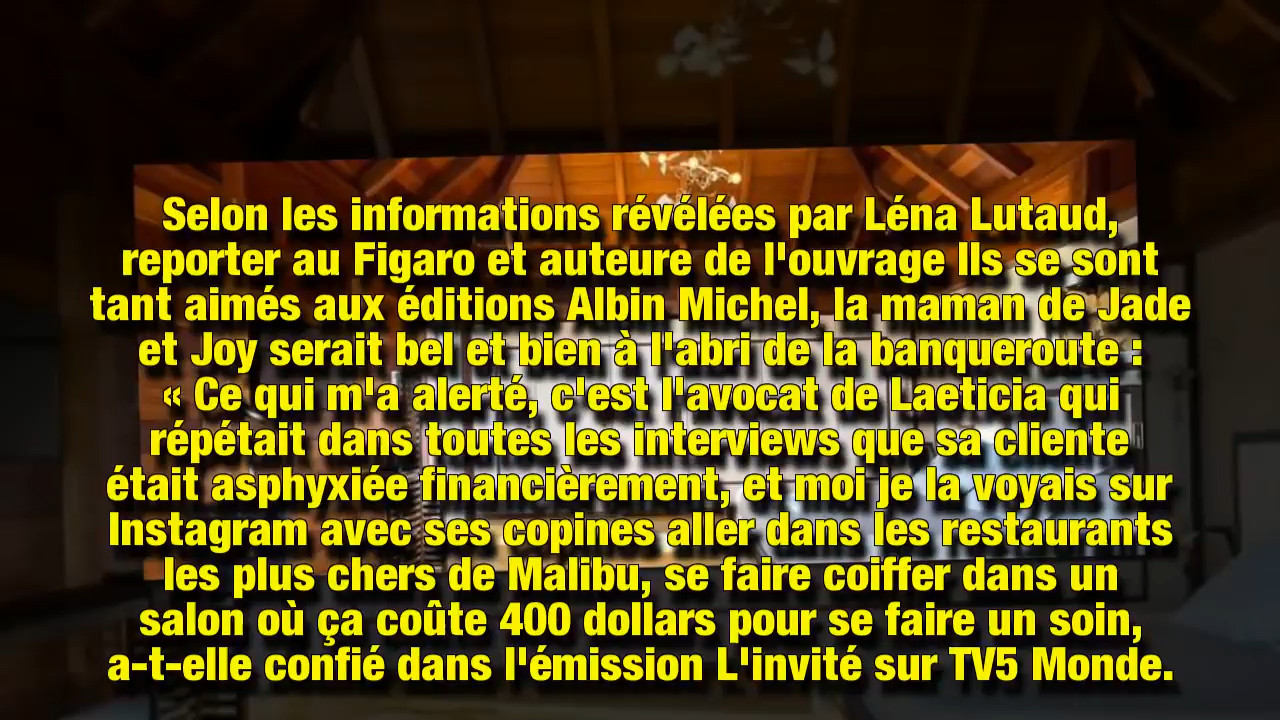 Selon les informations révélées par Léna Lutaud,
reporter au Figaro et auteure de l'ouvrage Ils se sont
tant aimés aux éditions Albin Michel, la maman de Jade
et Joy serait bel et bien à l'abri de la banqueroute :
« Ce qui m'a alerté, c'est l'avocat de Laeticia qui
répétait dans toutes les interviews que sa cliente
était asphyxiée financièrement, et moi je la voyais sur
Instagram avec ses copines aller dans les restaurants
les plus chers de Malibu, se faire coiffer dans un
salon où ça coûte 400 dollars pour se faire un soin,
a-t-elle confié dans l'émission L'invité sur TV5 Monde.